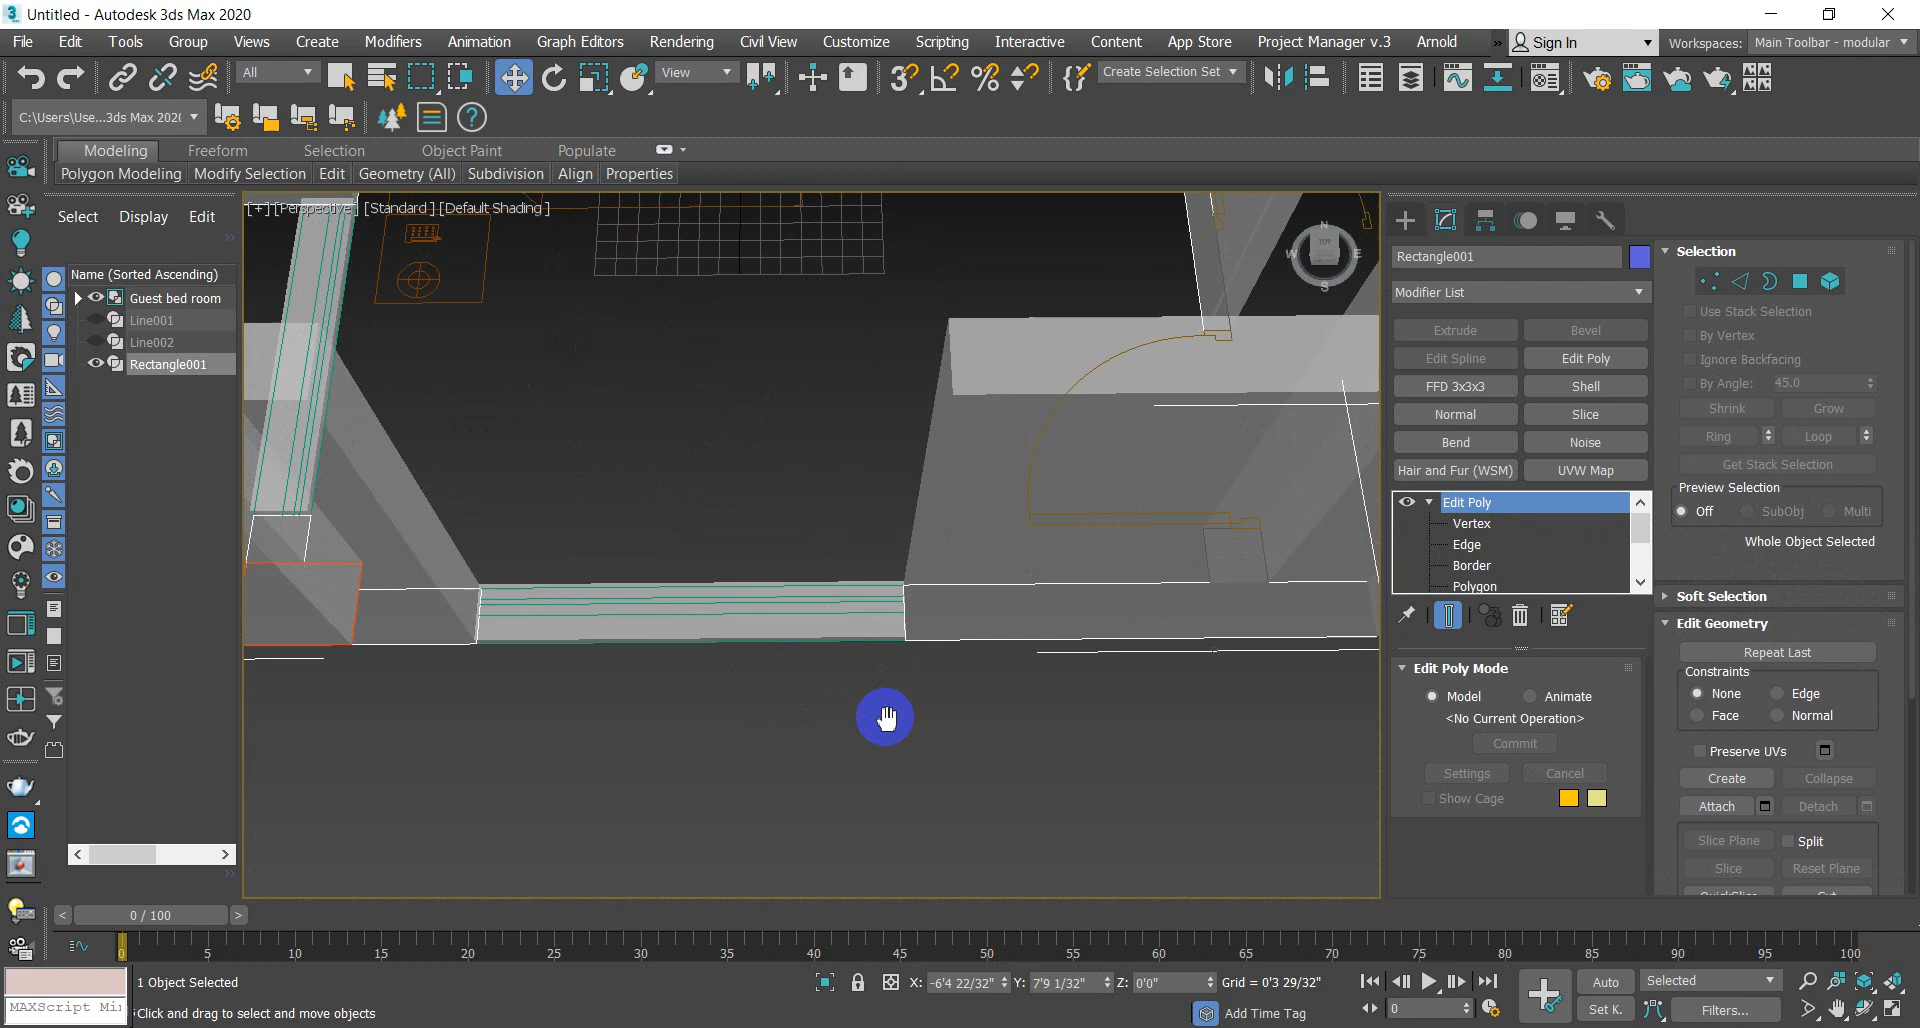 Untitled - Autodesk 3ds Max 2020
File Edit Tools Group Views Create Modifiers Animation Graph Editors Rendering Civil View Customize Scripting Interactive Content App Store Project Manager v.3 Arnold » Sign In Workspaces: Main Toolbar - modular
All View Create Selection Set
C:\Users\Use...3ds Max 202(
Modeling Freeform Selection Object Paint Populate
Polygon Modeling Modify Selection Edit Geometry (All) Subdivision Align Properties
Select Display Edit
[+] [Perspective] [Standard] [Default Shading]
Name (Sorted Ascending)
Guest bed room
Line001
Line002
Rectangle001
N
W TOP E
S
Rectangle001
Modifier List
Extrude Bevel
Edit Spline Edit Poly
FFD 3x3x3 Shell
Normal Slice
Bend Noise
Hair and Fur (WSM) UVW Map
Edit Poly
Vertex
Edge
Border
Polygon
Edit Poly Mode
Model Animate
<No Current Operation>
Commit
Settings Cancel
Show Cage
Selection
Use Stack Selection
By Vertex
Ignore Backfacing
By Angle: 45.0
Shrink Grow
Ring Loop
Get Stack Selection
Preview Selection
Off SubObj Multi
Whole Object Selected
Soft Selection
Edit Geometry
Repeat Last
Constraints
None Edge
Face Normal
Preserve UVs
Create Collapse
Attach Detach
Slice Plane Split
Slice Reset Plane
QuickSlice Cut
< 0 / 100 >
0 5 10 15 20 25 30 35 40 45 50 55 60 65 70 75 80 85 90 95 100
1 Object Selected X: -6'4 22/32" Y: 7'9 1/32" Z: 0'0" Grid = 0'3 29/32" Auto Selected
MAXScript Mi Click and drag to select and move objects Add Time Tag 0 Set K. Filters...